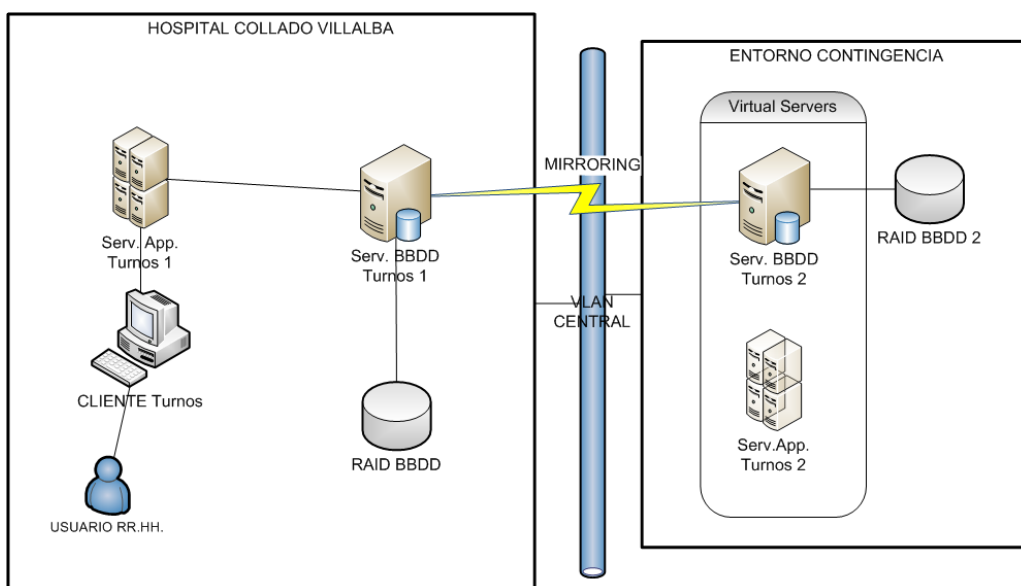 HOSPITAL COLLADO VILLALBA
Serv. App.
Turnos 1
CLIENTE Turnos
USUARIO RR.HH.
Serv. BBDD
Turnos 1
RAID BBDD
MIRRORING
VLAN
CENTRAL
ENTORNO CONTINGENCIA
Virtual Servers
Serv. BBDD
Turnos 2
RAID BBDD 2
Serv.App.
Turnos 2